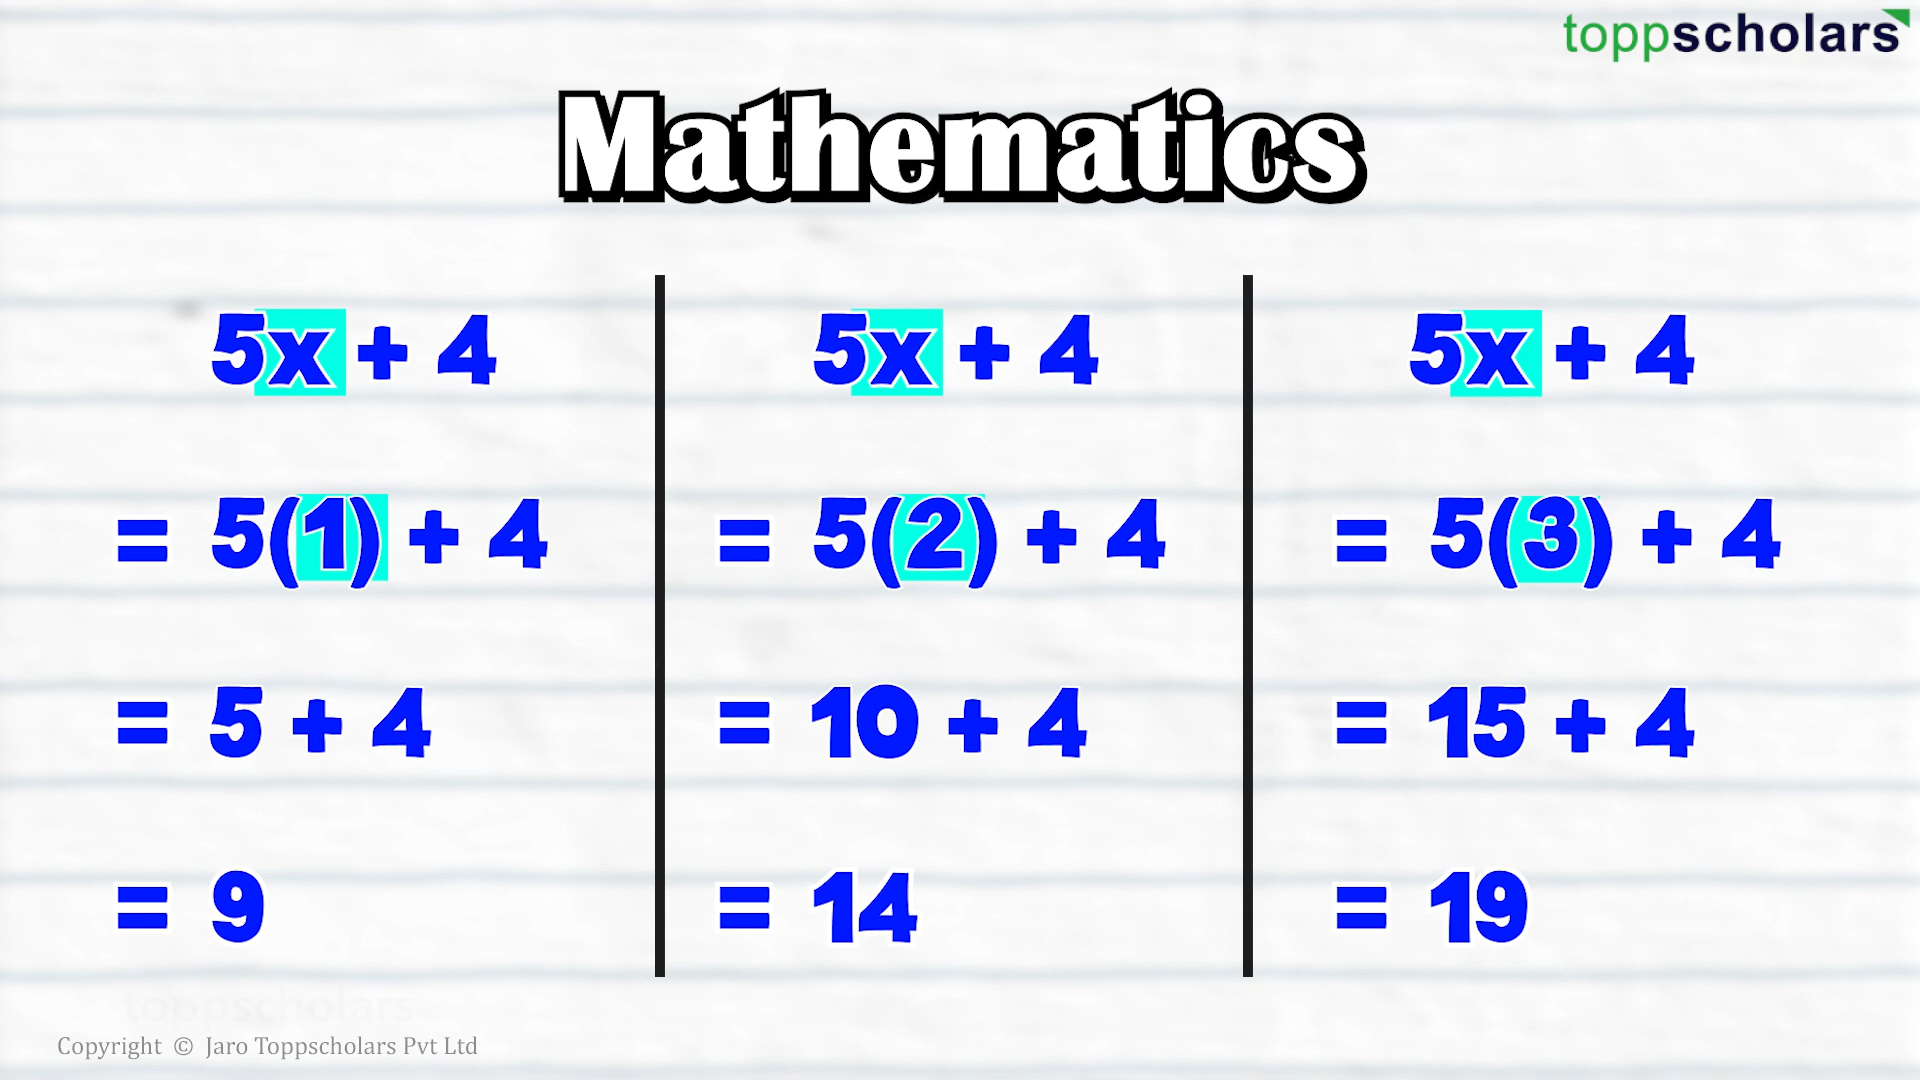 toppscholars
Mathematics
5x + 4
= 5(1) + 4
= 5 + 4
= 9
5x + 4
= 5(2) + 4
= 10 + 4
= 14
5x + 4
= 5(3) + 4
= 15 + 4
= 19
toppscholars
Copyright © Jaro Toppscholars Pvt Ltd